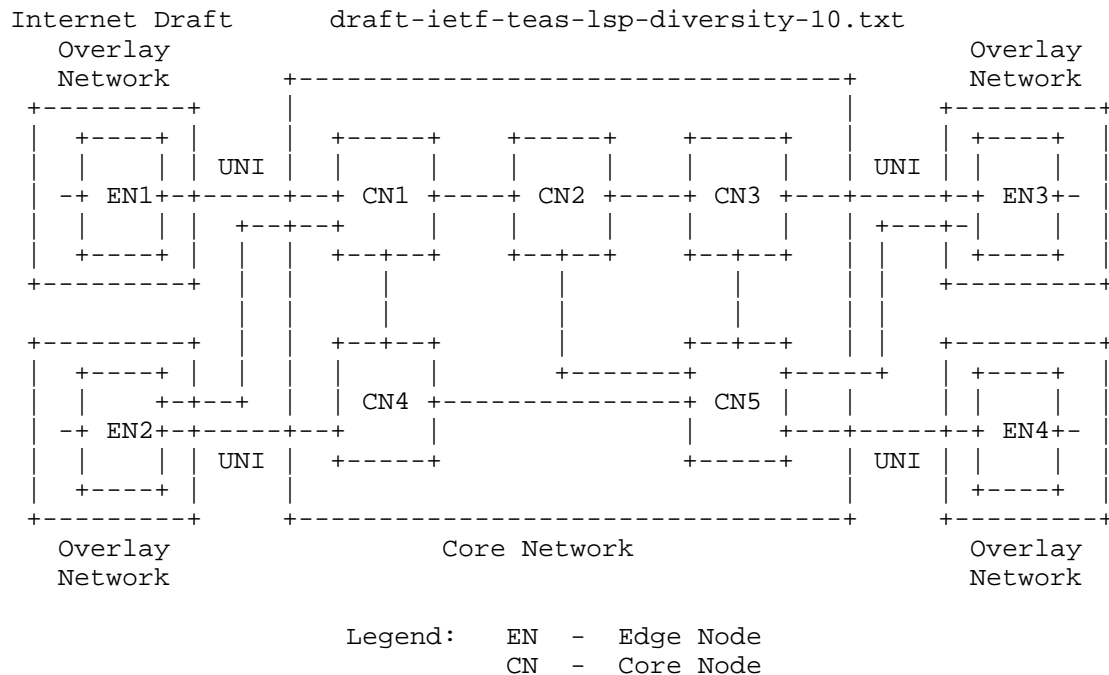 Internet Draft draft-ietf-teas-lsp-diversity-10.txt
Overlay Overlay
Network Network
UNI UNI
EN1 CN1 CN2 CN3 EN3
CN4 CN5
EN2 EN4
UNI UNI
Overlay Core Network Overlay
Network Network
Legend: EN - Edge Node
CN - Core Node